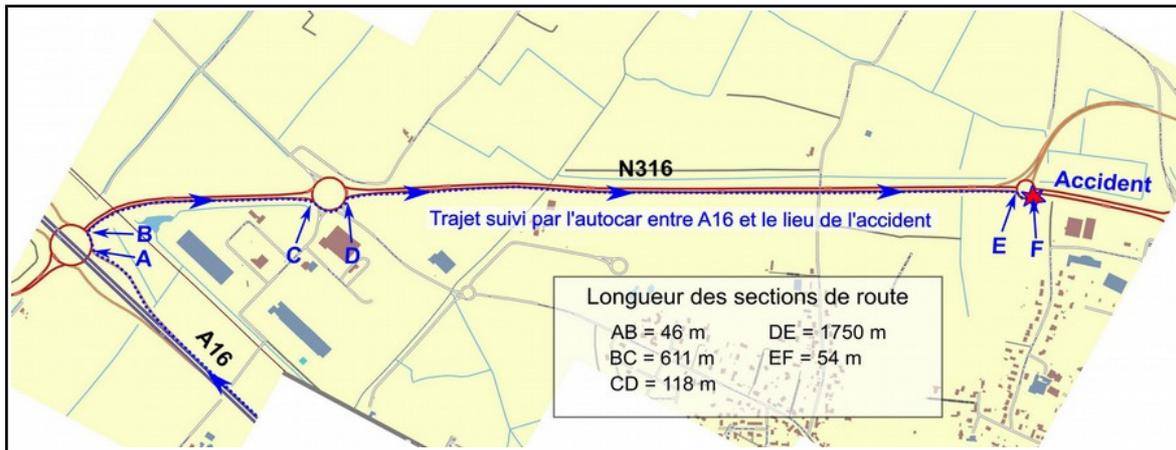 N316
Accident
Trajet suivi par l'autocar entre A16 et le lieu de l'accident
B
A
C
D
E
F
A16
Longueur des sections de route
AB = 46 m
DE = 1750 m
BC = 611 m
EF = 54 m
CD = 118 m